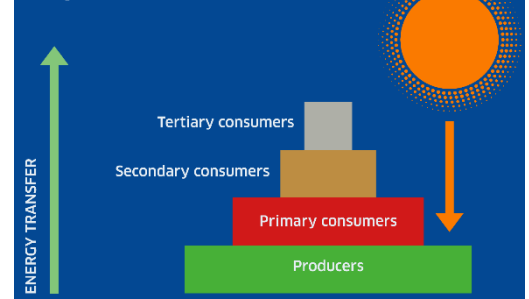 Tertiary consumers
Secondary consumers
Primary consumers
Producers
ENERGY TRANSFER